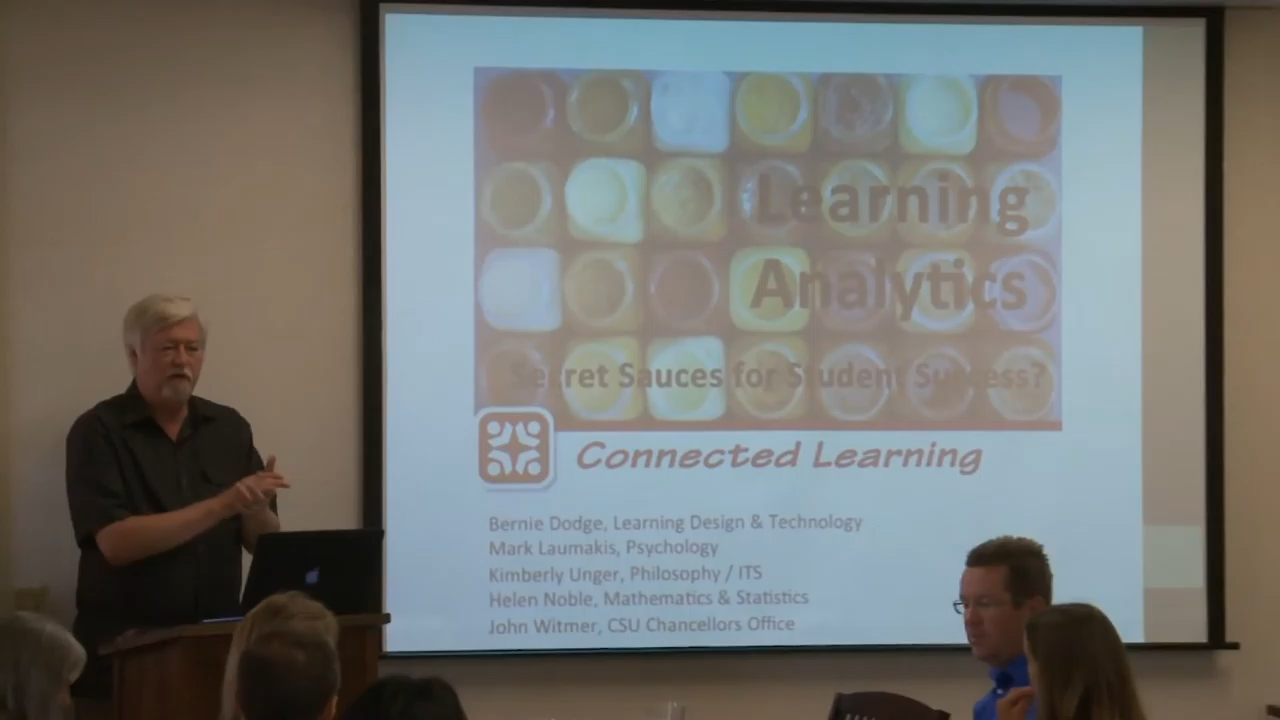 Learning
Analytics
Secret Sauces for Student Success?
Connected Learning
Bernie Dodge, Learning Design & Technology
Mark Laumakis, Psychology
Kimberly Unger, Philosophy / ITS
Helen Noble, Mathematics & Statistics
John Witmer, CSU Chancellors Office